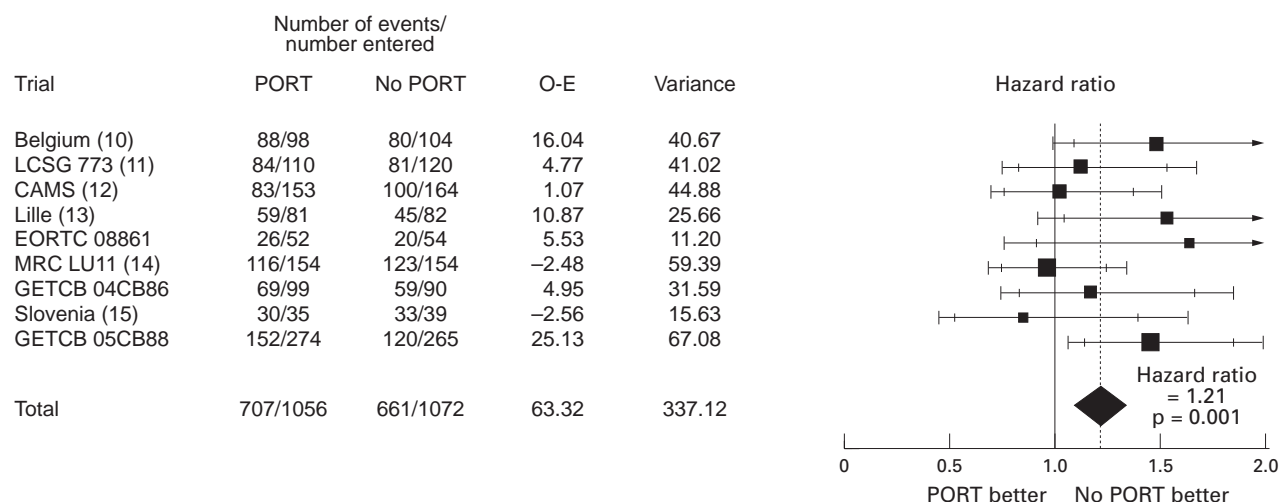 Number of events/
number entered
Trial PORT No PORT O-E Variance Hazard ratio
Belgium (10) 88/98 80/104 16.04 40.67
LCSG 773 (11) 84/110 81/120 4.77 41.02
CAMS (12) 83/153 100/164 1.07 44.88
Lille (13) 59/81 45/82 10.87 25.66
EORTC 08861 26/52 20/54 5.53 11.20
MRC LU11 (14) 116/154 123/154 –2.48 59.39
GETCB 04CB86 69/99 59/90 4.95 31.59
Slovenia (15) 30/35 33/39 –2.56 15.63
GETCB 05CB88 152/274 120/265 25.13 67.08
Total 707/1056 661/1072 63.32 337.12
Hazard ratio
= 1.21
p = 0.001
0 0.5 1.0 1.5 2.0
PORT better No PORT better